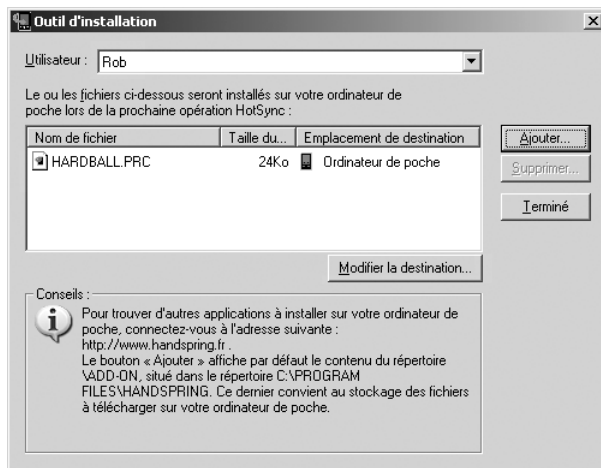 Outil d'installation
Utilisateur : Rob
Le ou les fichiers ci-dessous seront installés sur votre ordinateur de
poche lors de la prochaine opération HotSync :
Nom de fichier Taille du... Emplacement de destination
HARDBALL.PRC 24Ko Ordinateur de poche
Ajouter...
Supprimer...
Terminé
Modifier la destination...
Conseils :
Pour trouver d'autres applications à installer sur votre ordinateur de
poche, connectez-vous à l'adresse suivante :
http://www.handspring.fr .
Le bouton « Ajouter » affiche par défaut le contenu du répertoire
\ADD-ON, situé dans le répertoire C:\PROGRAM
FILES\HANDSPRING. Ce dernier convient au stockage des fichiers
à télécharger sur votre ordinateur de poche.